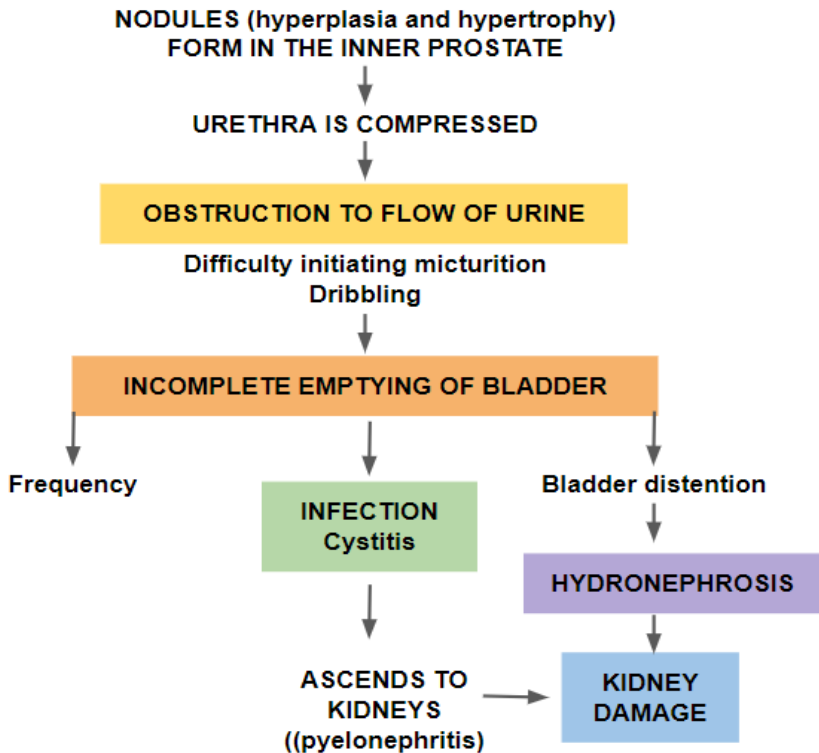 NODULES (hyperplasia and hypertrophy)
FORM IN THE INNER PROSTATE
URETHRA IS COMPRESSED
OBSTRUCTION TO FLOW OF URINE
Difficulty initiating micturition
Dribbling
INCOMPLETE EMPTYING OF BLADDER
Frequency
INFECTION
Cystitis
Bladder distention
HYDRONEPHROSIS
ASCENDS TO
KIDNEYS
((pyelonephritis)
KIDNEY
DAMAGE